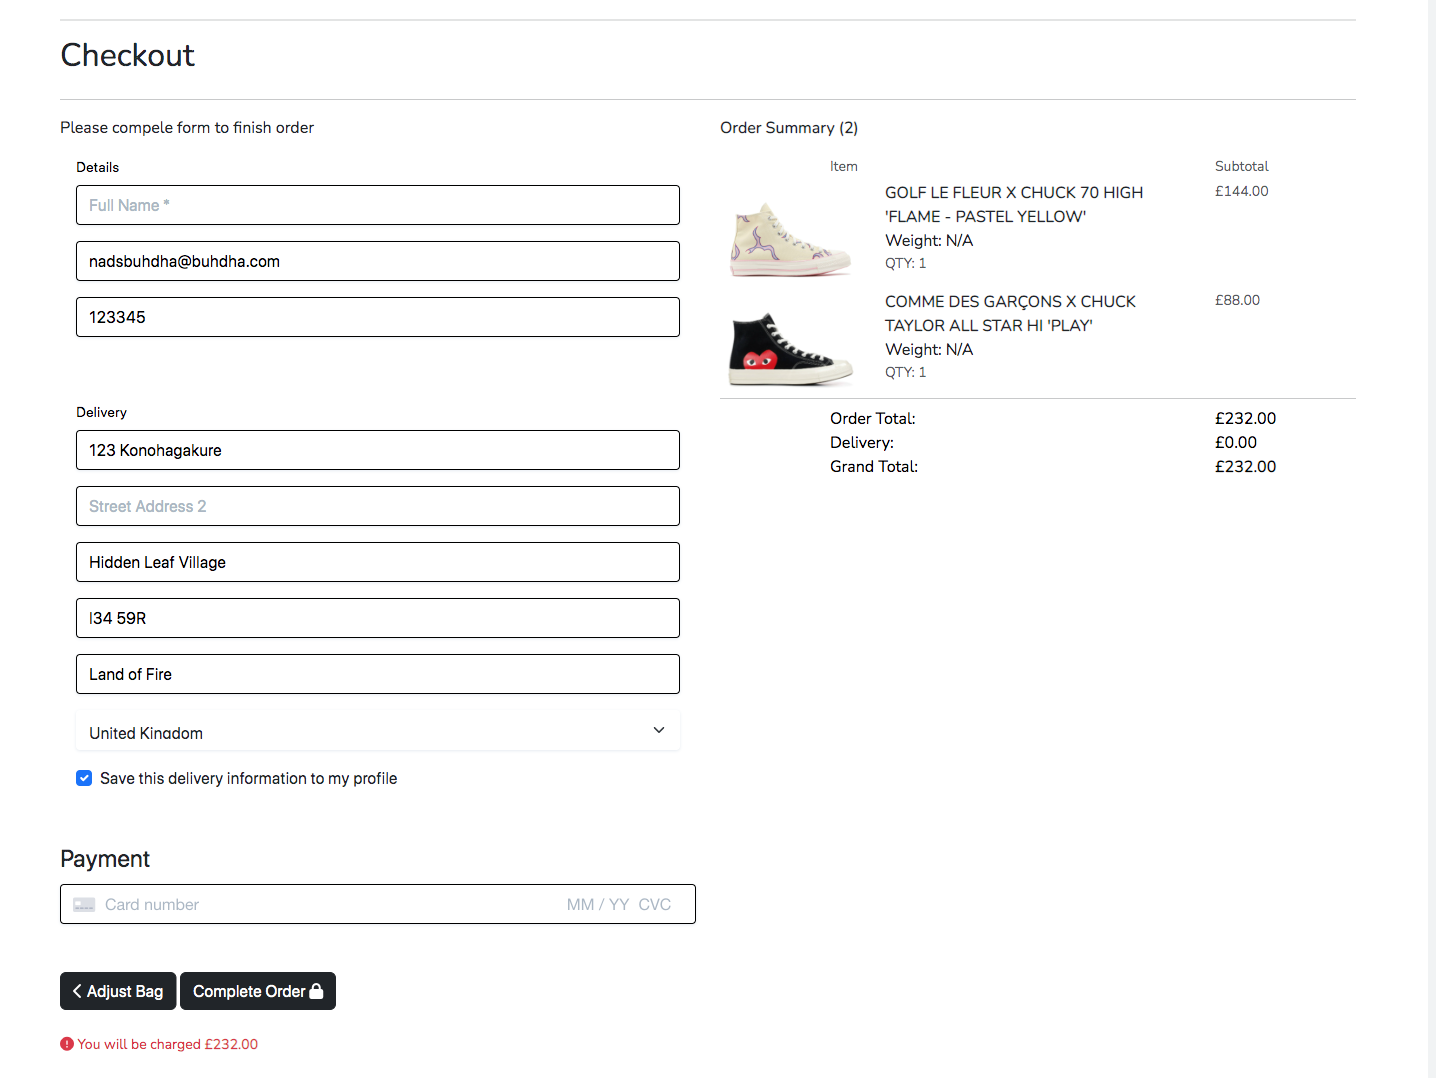 Checkout
Please compele form to finish order
Details
Full Name *
nadsbuhdha@buhdha.com
123345
Delivery
123 Konohagakure
Street Address 2
Hidden Leaf Village
l34 59R
Land of Fire
United Kingdom
Save this delivery information to my profile
Payment
Card number MM / YY CVC
Adjust Bag Complete Order
You will be charged £232.00
Order Summary (2)
Item Subtotal
GOLF LE FLEUR X CHUCK 70 HIGH £144.00
'FLAME - PASTEL YELLOW'
Weight: N/A
QTY: 1
COMME DES GARÇONS X CHUCK £88.00
TAYLOR ALL STAR HI 'PLAY'
Weight: N/A
QTY: 1
Order Total: £232.00
Delivery: £0.00
Grand Total: £232.00